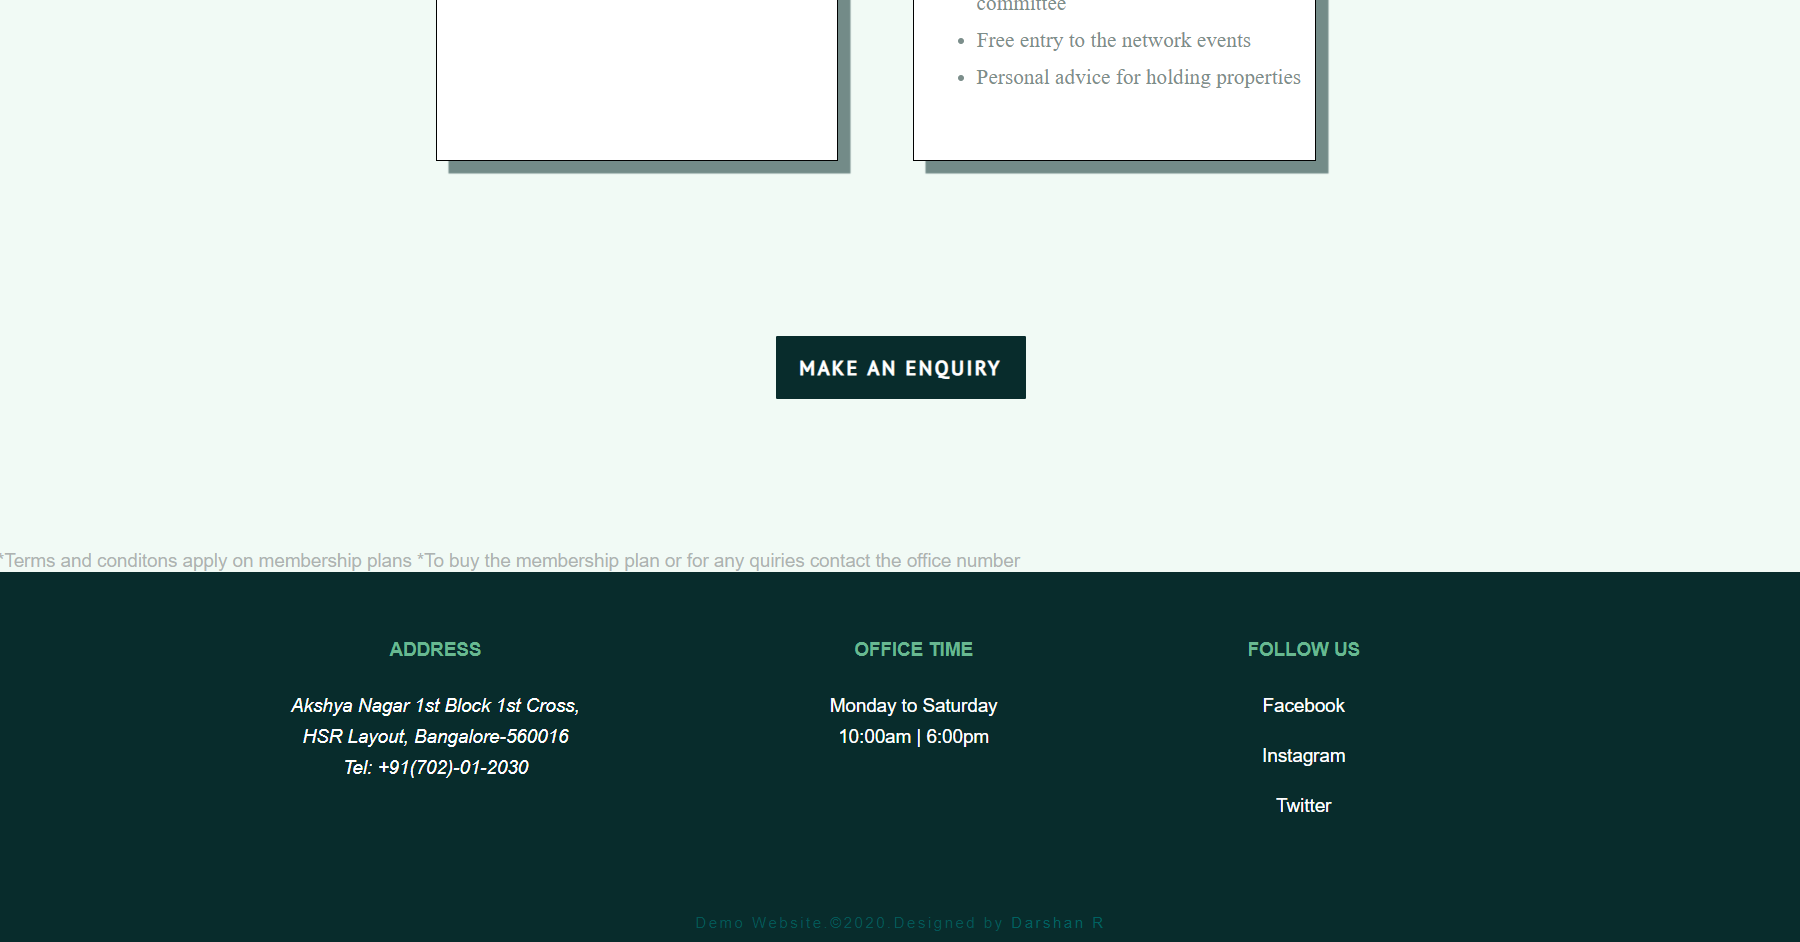 committee
Free entry to the network events
Personal advice for holding properties
MAKE AN ENQUIRY
*Terms and conditons apply on membership plans *To buy the membership plan or for any quiries contact the office number
ADDRESS
Akshya Nagar 1st Block 1st Cross,
HSR Layout, Bangalore-560016
Tel: +91(702)-01-2030
OFFICE TIME
Monday to Saturday
10:00am | 6:00pm
FOLLOW US
Facebook
Instagram
Twitter
Demo Website.©2020.Designed by Darshan R